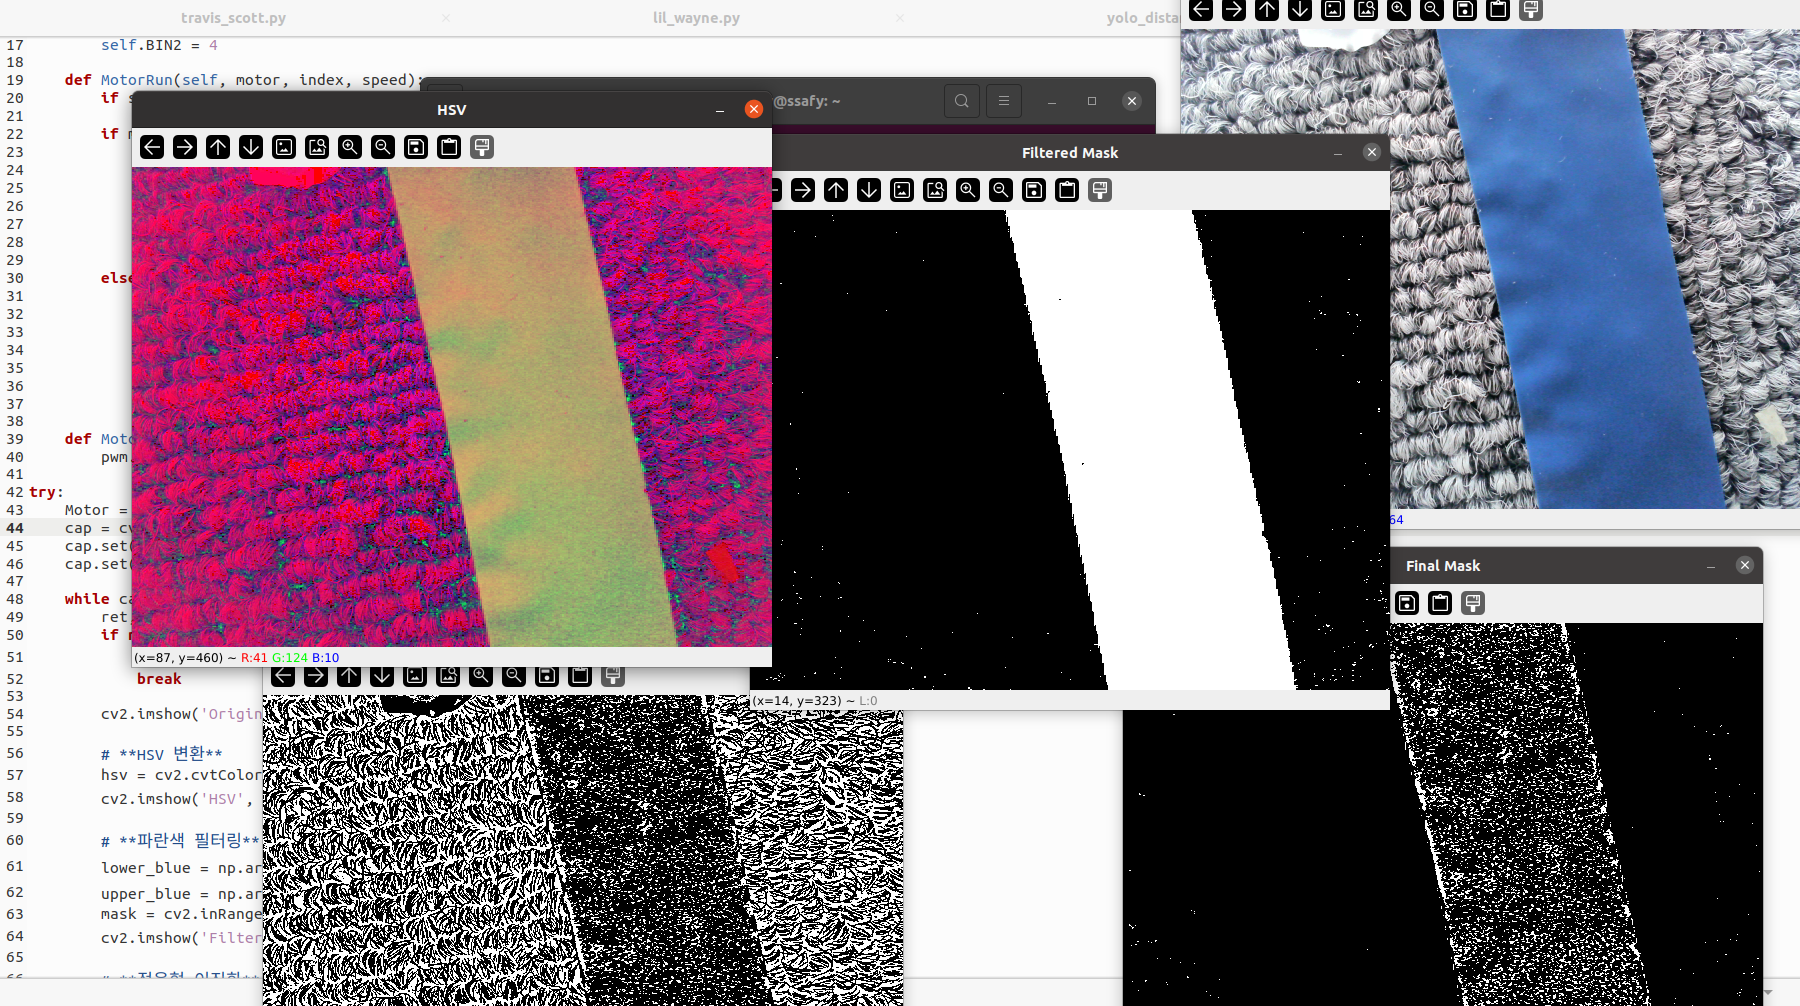 travis_scott.py
lil_wayne.py
yolo_dista
17 self.BIN2 = 4
18
19 def MotorRun(self, motor, index, speed):
20 if s
21
22 if m
23
24
25
26
27
28
29
30 else
31
32
33
34
35
36
37
38
39 def Moto
40 pwm.
41
42 try:
43 Motor =
44 cap = cv
45 cap.set(
46 cap.set(
47
48 while ca
49 ret
50 if n
51
52 break
53
54 cv2.imshow('Origin
55
56 # **HSV 변환**
57 hsv = cv2.cvtColor
58 cv2.imshow('HSV',
59
60 # **파란색 필터링**
61 lower_blue = np.ar
62 upper_blue = np.ar
63 mask = cv2.inRange
64 cv2.imshow('Filter
65
@ssafy: ~
HSV
(x=87, y=460) ~ R:41 G:124 B:10
Filtered Mask
(x=14, y=323) ~ L:0
64
Final Mask